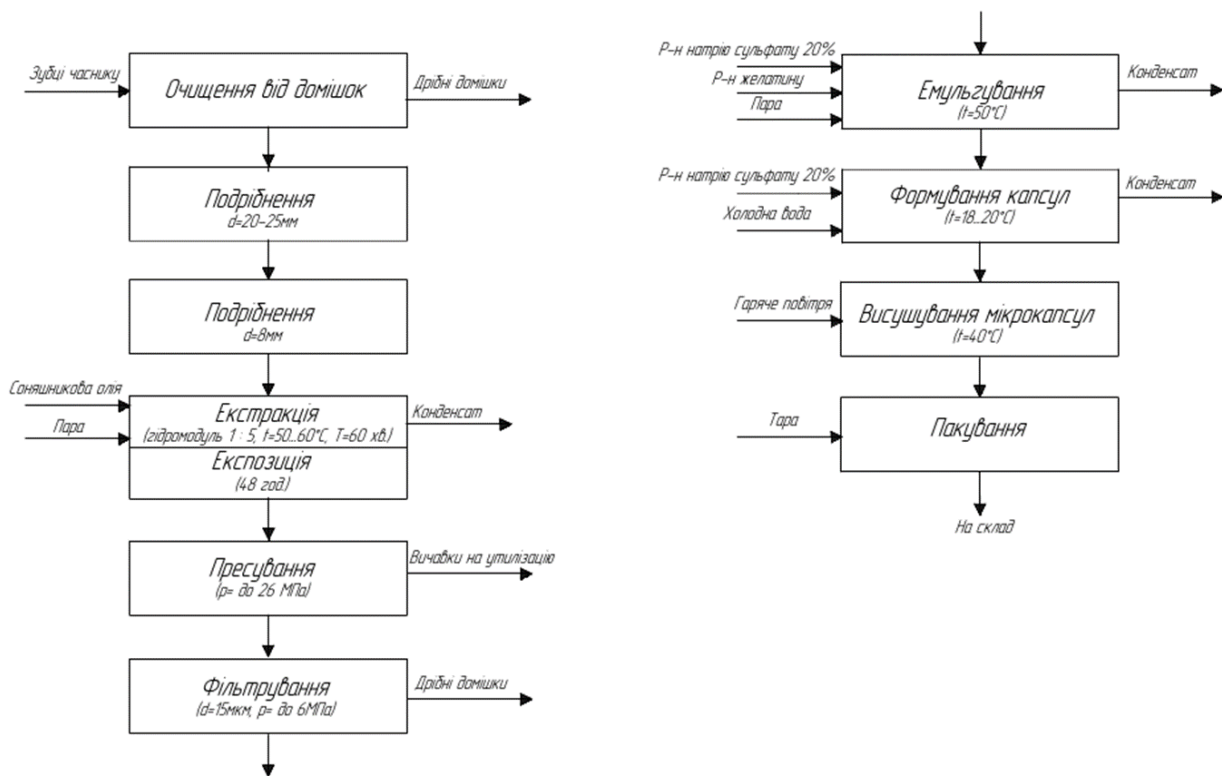 Зубці часнику
Очищення від домішок
Дрібні домішки
Подрібнення
d=20-25мм
Подрібнення
d=8мм
Соняшникова олія
Пара
Екстракція
(гідромодуль 1 : 5, t=50...60°С, Т=60 хв.)
Конденсат
Експозиція
(48 год.)
Пресування
(р= до 26 МПа)
Вичавки на утилізацію
Фільтрування
(d=15мкм, р= до 6МПа)
Дрібні домішки
Р-н натрію сульфату 20%
Р-н желатину
Пара
Емульгування
(t=50°С)
Конденсат
Р-н натрію сульфату 20%
Холодна вода
Формування капсул
(t=18...20°С)
Конденсат
Гаряче повітря
Висушування мікрокапсул
(t=40°С)
Тара
Пакування
На склад